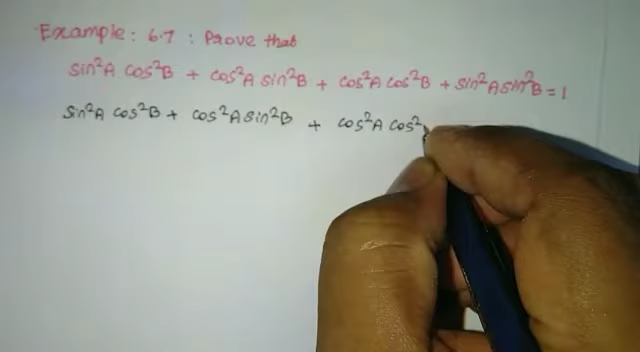 Example: 6.7 : Prove that
sin²A cos²B + cos²A sin²B + cos²A cos²B + sin²A sin²B = 1
sin²A cos²B + cos²A sin²B + cos²A cos²